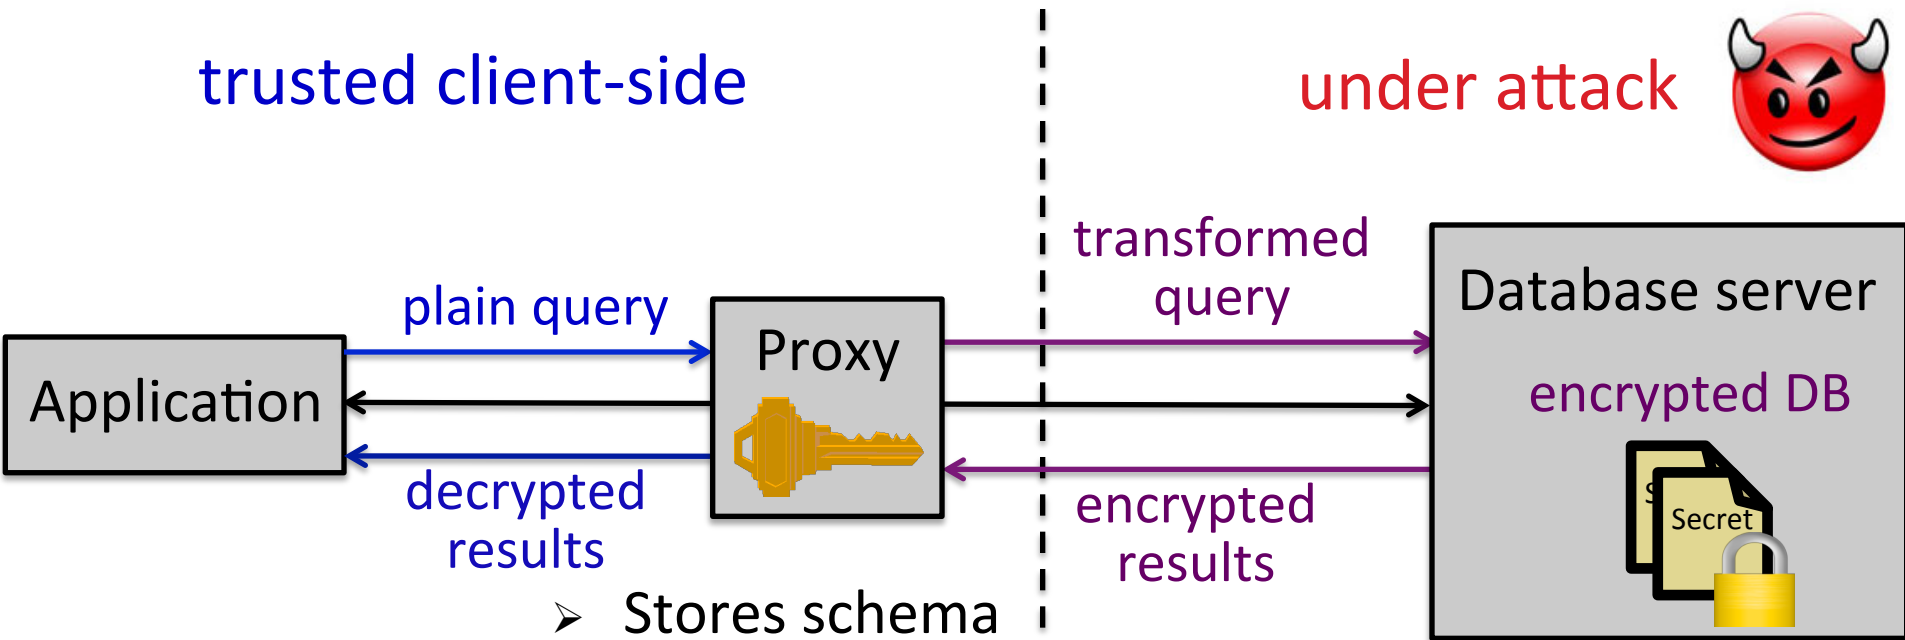 trusted client-side
under attack
transformed
query
plain query
Application
Proxy
Database server
encrypted DB
decrypted
results
encrypted
results
S
Secret
➢ Stores schema